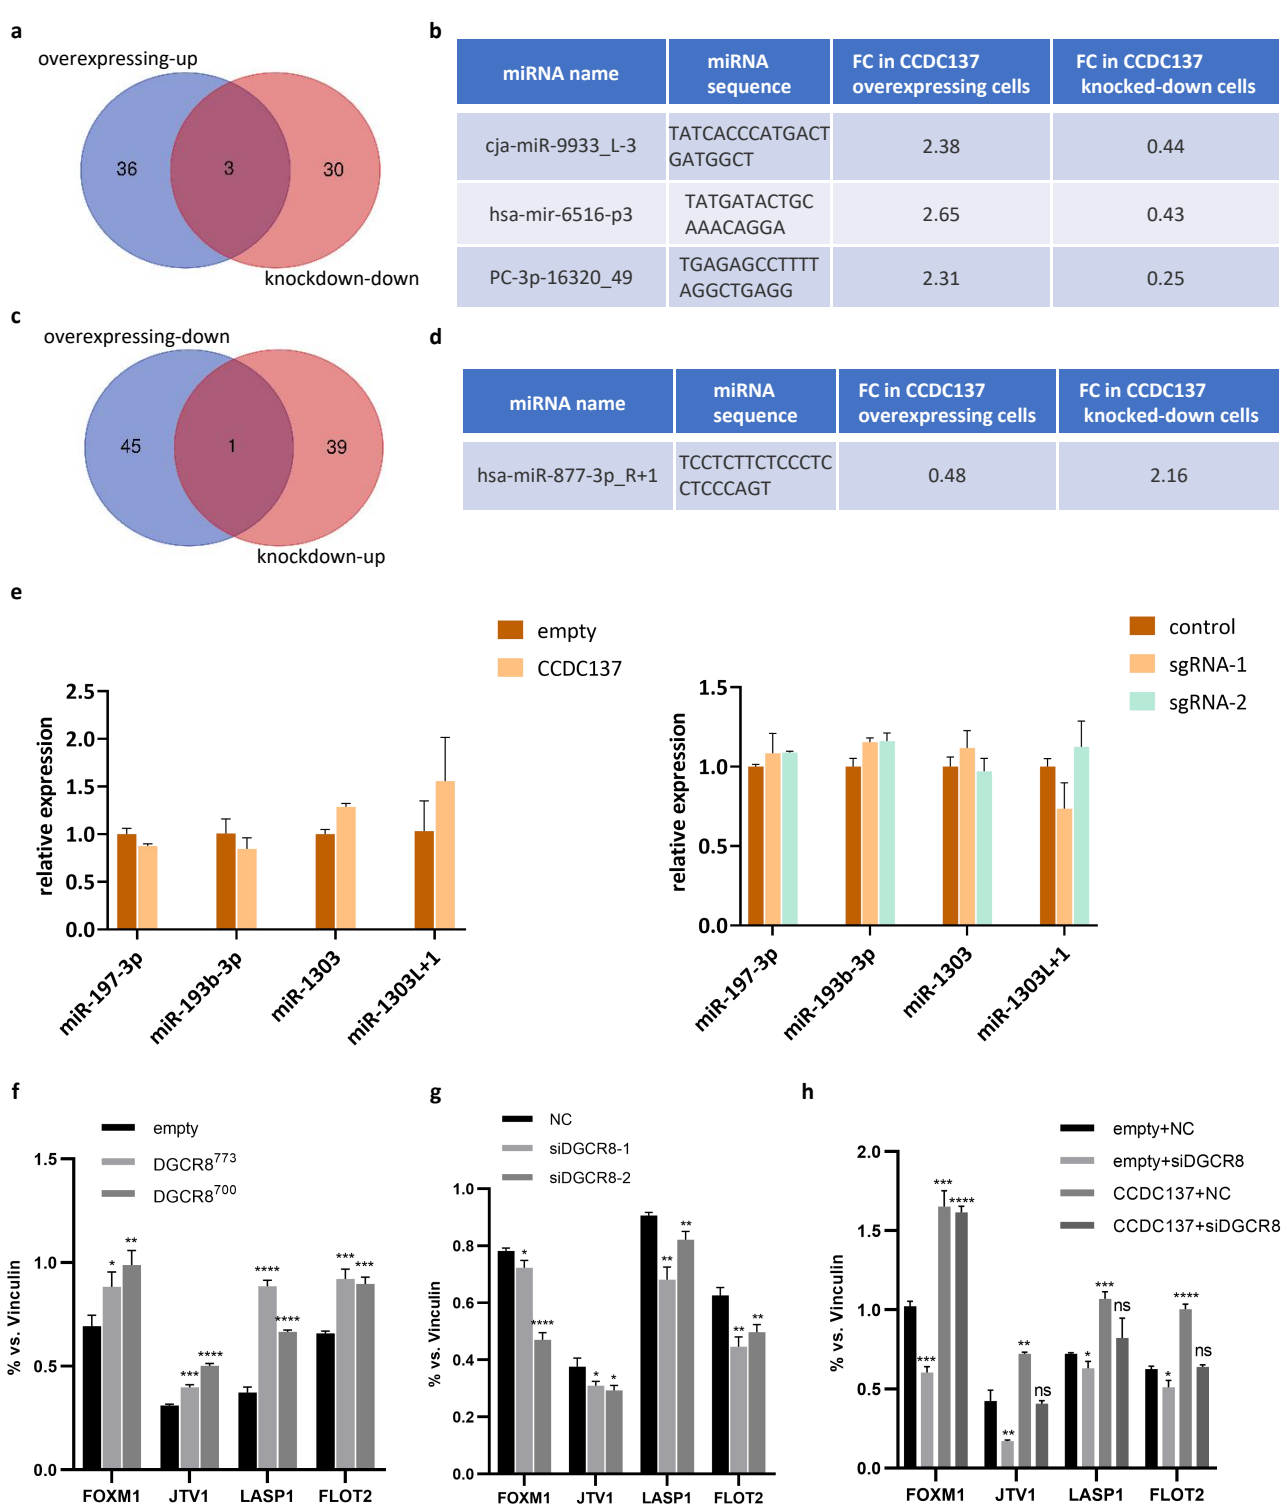 a
overexpressing-up
36
3
30
knockdown-down
b
miRNA name
miRNA sequence
FC in CCDC137 overexpressing cells
FC in CCDC137 knocked-down cells
cja-miR-9933_L-3
TATCACCCATGACT
GATGGCT
2.38
0.44
hsa-mir-6516-p3
TATGATACTGC
AAACAGGA
2.65
0.43
PC-3p-16320_49
TGAGAGCCTTTT
AGGCTGAGG
2.31
0.25
c
overexpressing-down
45
1
39
knockdown-up
d
miRNA name
miRNA sequence
FC in CCDC137 overexpressing cells
FC in CCDC137 knocked-down cells
hsa-miR-877-3p_R+1
TCCTCTTCTCCCTC
CTCCCAGT
0.48
2.16
e
empty
CCDC137
relative expression
2.5
2.0
1.5
1.0
0.5
0.0
miR-197-3p
miR-193b-3p
miR-1303
miR-1303L+1
control
sgRNA-1
sgRNA-2
relative expression
1.5
1.0
0.5
0.0
miR-197-3p
miR-193b-3p
miR-1303
miR-1303L+1
f
empty
DGCR8773
DGCR8700
% vs. Vinculin
1.5
1.0
0.5
0.0
* ** *** **** **** **** *** ***
FOXM1 JTV1 LASP1 FLOT2
g
NC
siDGCR8-1
siDGCR8-2
% vs. Vinculin
1.0
0.8
0.6
0.4
0.2
0.0
* **** * * ** ** ** **
FOXM1 JTV1 LASP1 FLOT2
h
empty+NC
empty+siDGCR8
CCDC137+NC
CCDC137+siDGCR8
% vs. Vinculin
2.0
1.5
1.0
0.5
0.0
*** *** **** ** ** ns * *** ns * **** ns
FOXM1 JTV1 LASP1 FLOT2